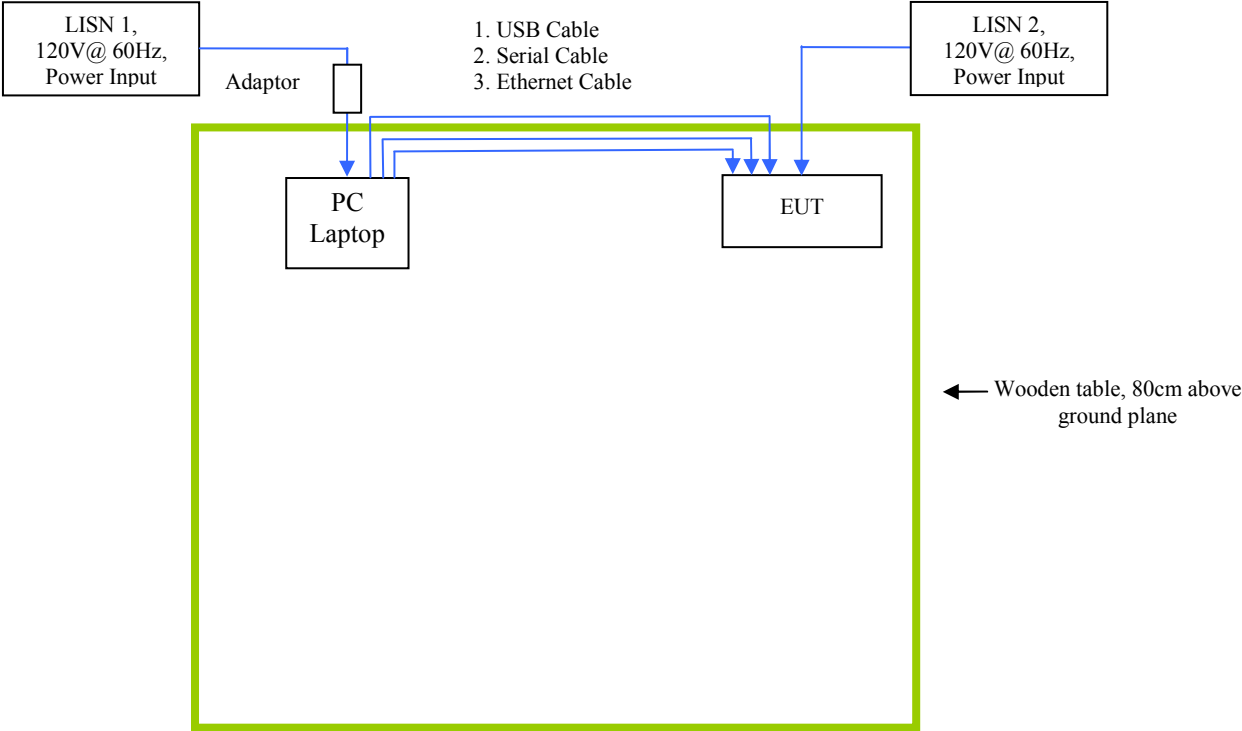 LISN 1,
120V@ 60Hz,
Power Input
Adaptor
1. USB Cable
2. Serial Cable
3. Ethernet Cable
LISN 2,
120V@ 60Hz,
Power Input
PC
Laptop
EUT
Wooden table, 80cm above
ground plane